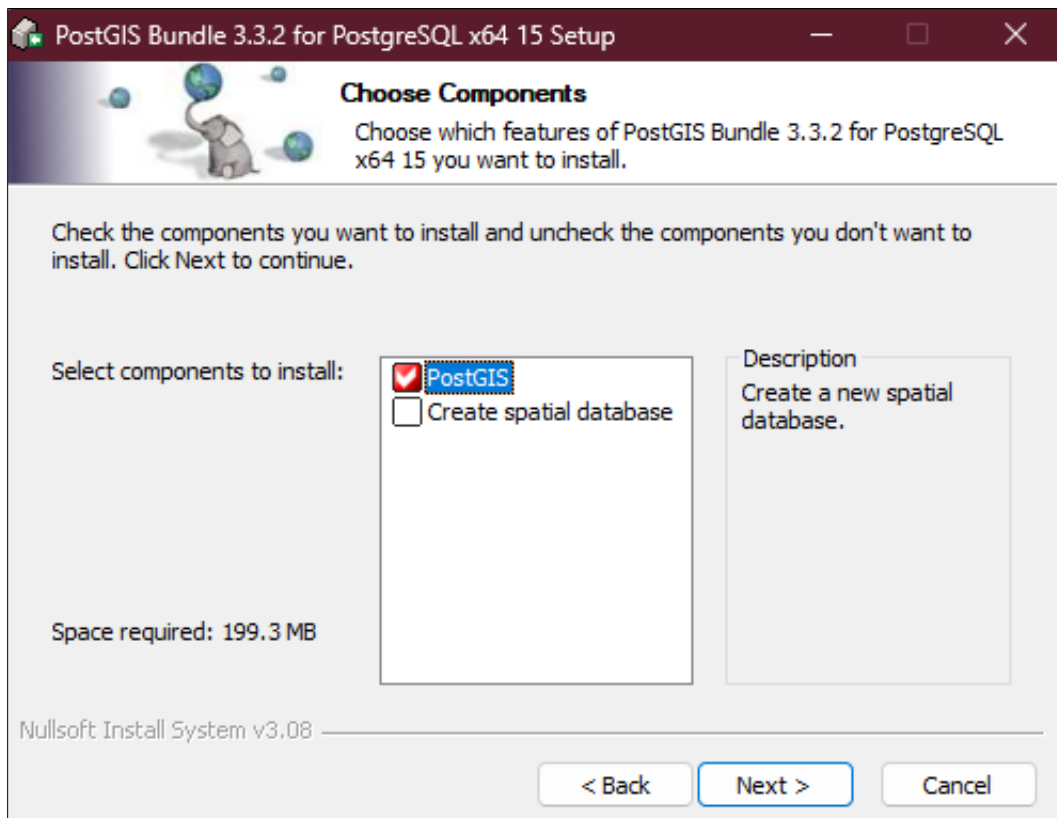 PostGIS Bundle 3.3.2 for PostgreSQL x64 15 Setup
Choose Components
Choose which features of PostGIS Bundle 3.3.2 for PostgreSQL
x64 15 you want to install.
Check the components you want to install and uncheck the components you don't want to
install. Click Next to continue.
Select components to install:
PostGIS
Create spatial database
Description
Create a new spatial
database.
Space required: 199.3 MB
Nullsoft Install System v3.08
< Back
Next >
Cancel